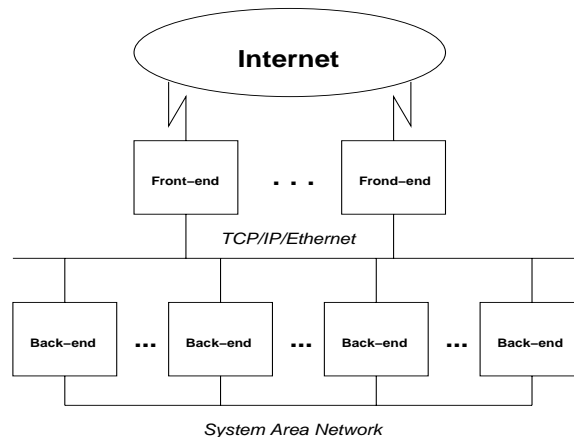 Internet
Front-end . . . Frond-end
TCP/IP/Ethernet
Back-end ... Back-end ... Back-end ... Back-end
System Area Network